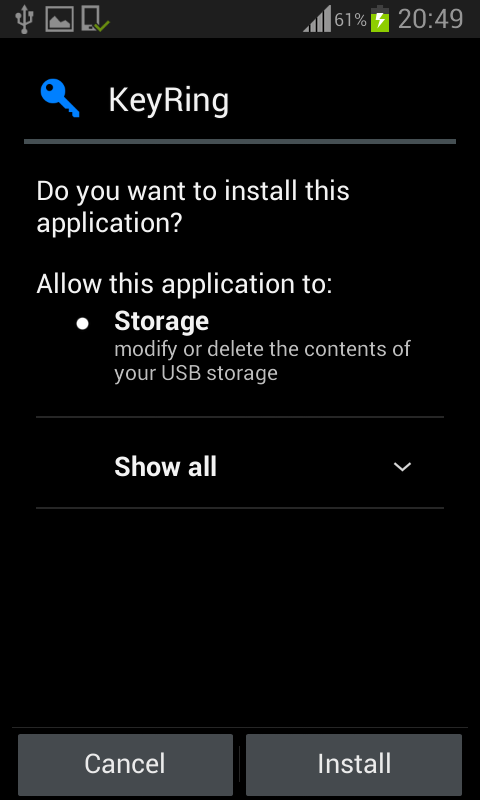 61% 20:49
KeyRing
Do you want to install this
application?
Allow this application to:
Storage
modify or delete the contents of
your USB storage
Show all
Cancel Install